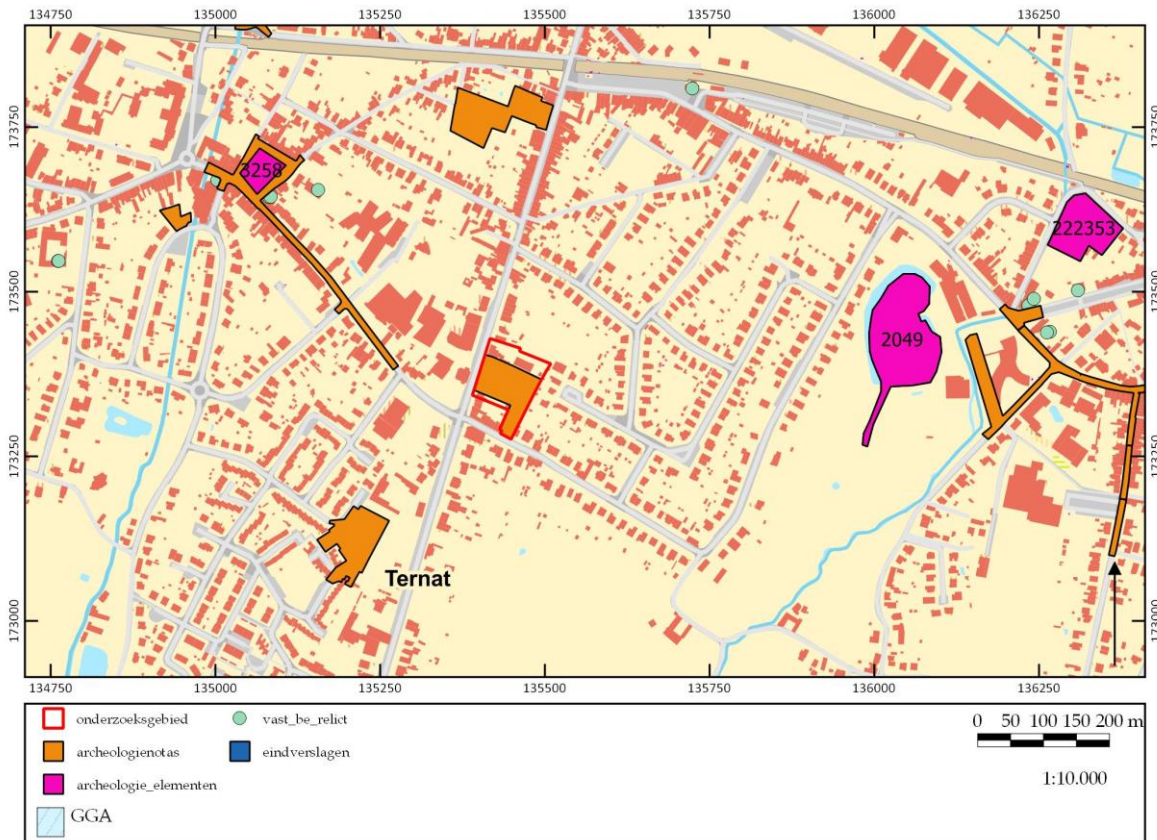 134750 135000 135250 135500 135750 136000 136250
173750 173750
3258
222353
173500 173500
2049
173250 173250
Ternat
173000 173000
134750 135000 135250 135500 135750 136000 136250
onderzoeksgebied vast_be_relict 0 50 100 150 200 m
archeologienotas eindverslagen
archeologie_elementen 1:10.000
GGA